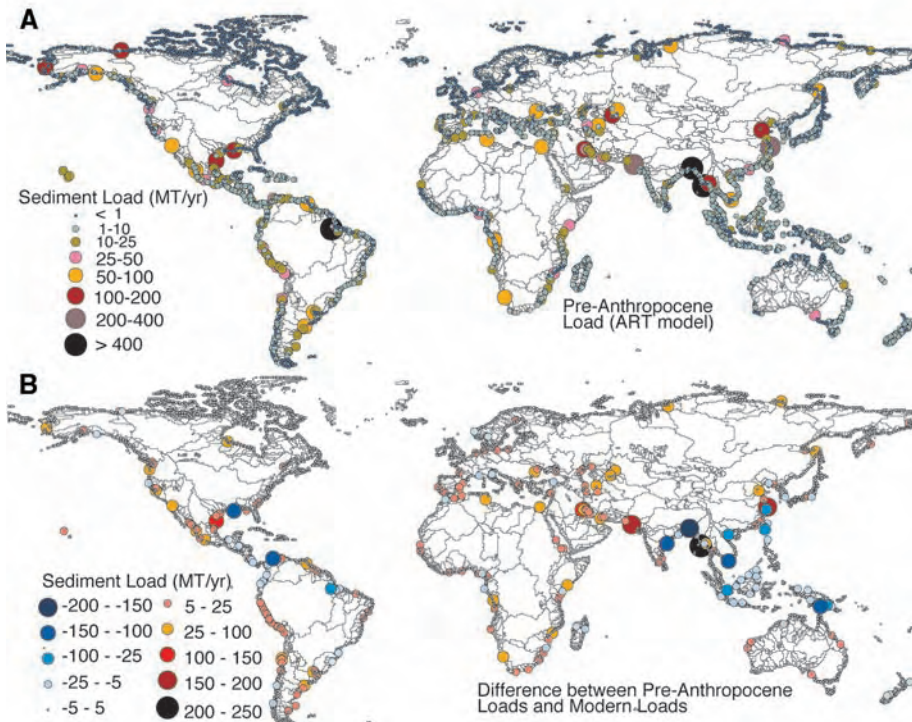 A
Sediment Load (MT/yr)
< 1
1-10
10-25
25-50
50-100
100-200
200-400
> 400
Pre-Anthropocene
Load (ART model)
B
Sediment Load (MT/yr)
-200 - -150
-150 - -100
-100 - -25
-25 - -5
-5 - 5
5 - 25
25 - 100
100 - 150
150 - 200
200 - 250
Difference between Pre-Anthropocene
Loads and Modern Loads